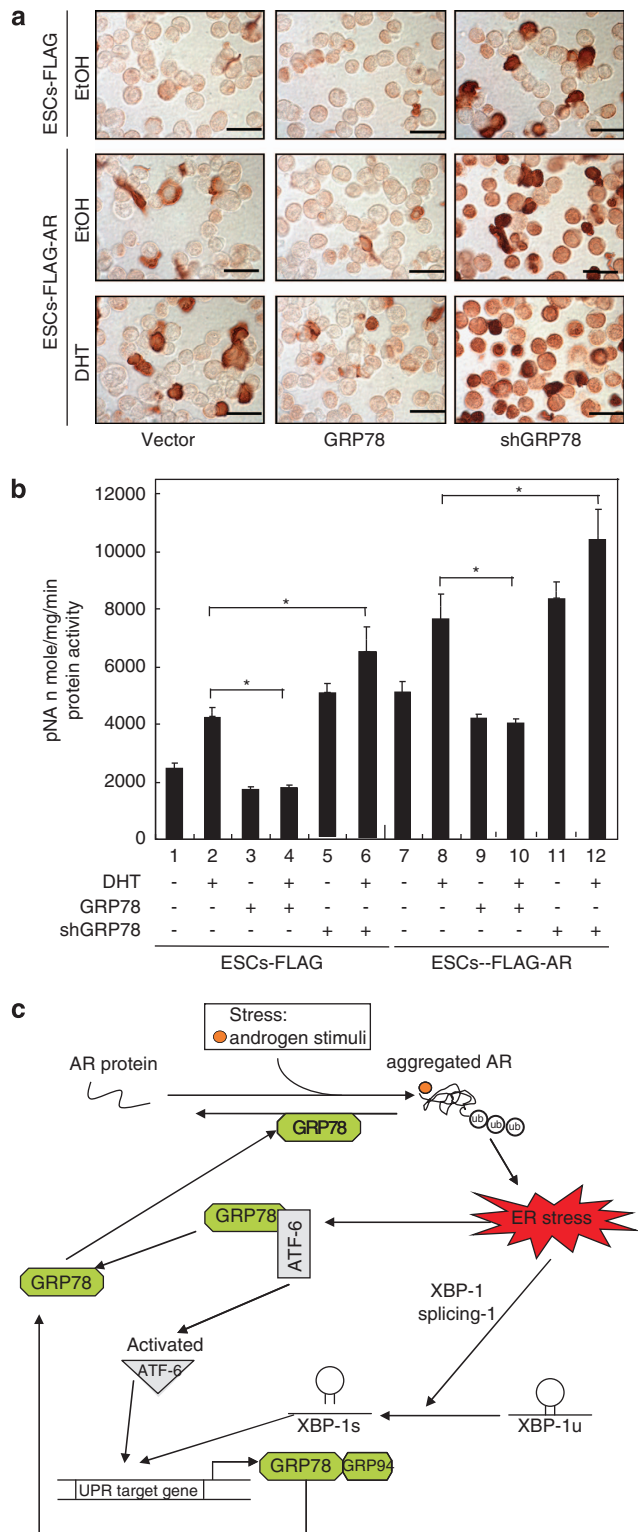 a
ESCs-FLAG
EtOH
ESCs-FLAG-AR
EtOH
DHT
Vector GRP78 shGRP78
b
pNA n mole/mg/min
protein activity
12000
10000
8000
6000
4000
2000
0
* * * *
1 2 3 4 5 6 7 8 9 10 11 12
DHT - + - + - + - + - + - +
GRP78 - - + + - - - - + + - -
shGRP78 - - - - + + - - - - + +
ESCs-FLAG ESCs--FLAG-AR
c
Stress:
androgen stimuli
AR protein
aggregated AR
GRP78
ub ub ub
ER stress
GRP78
ATF-6
GRP78
XBP-1
splicing-1
Activated
ATF-6
XBP-1s
XBP-1u
GRP78 GRP94
UPR target gene